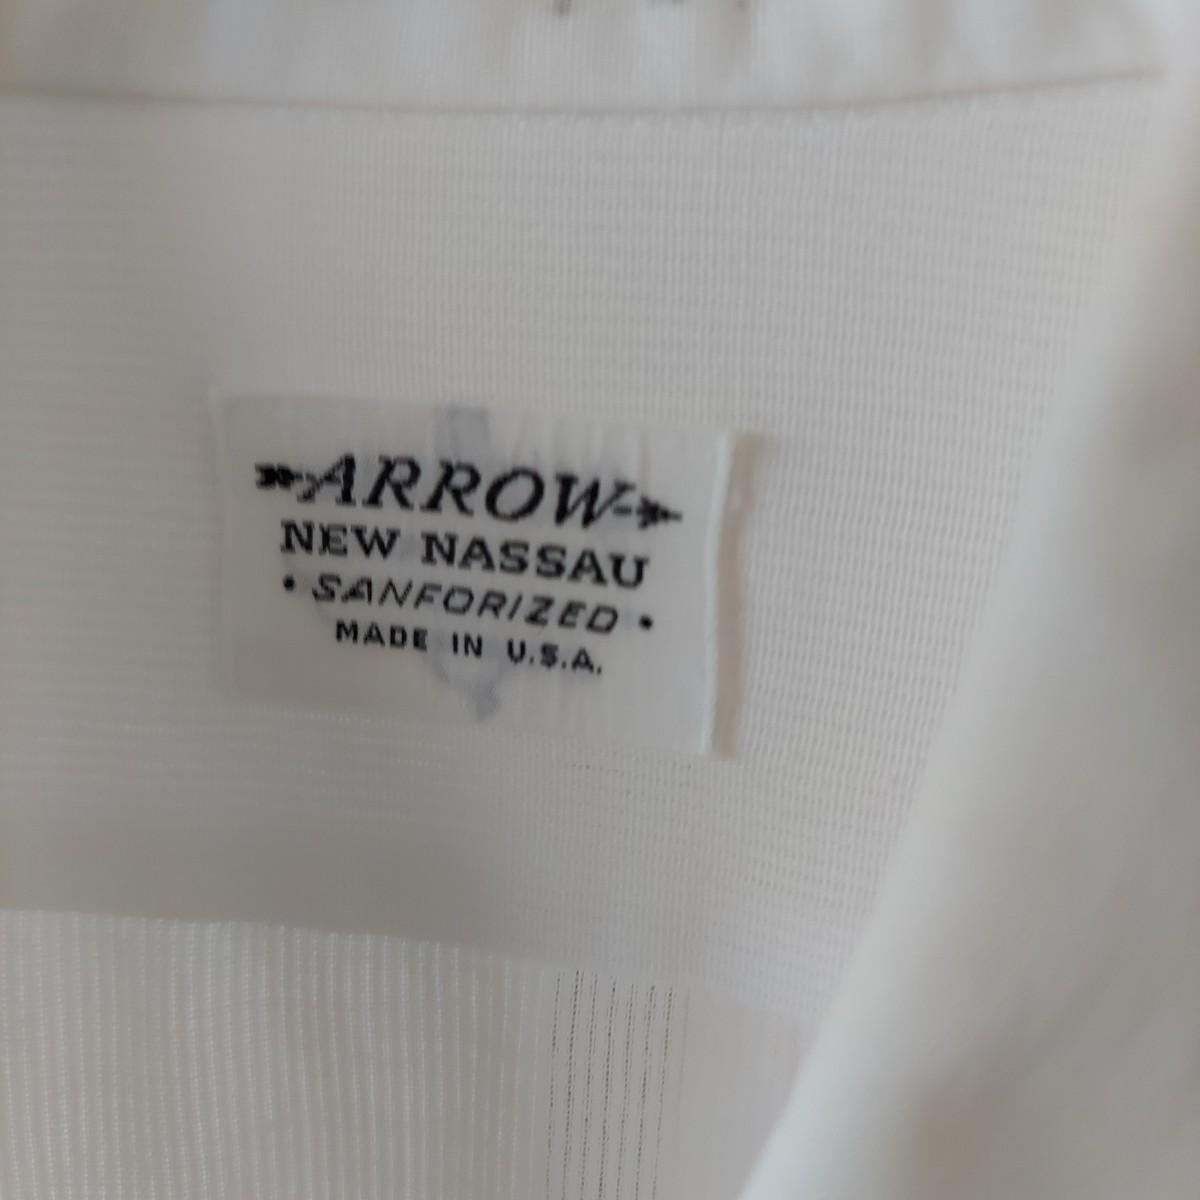 ARROW
NEW NASSAU
• SANFORIZED •
MADE IN U.S.A.